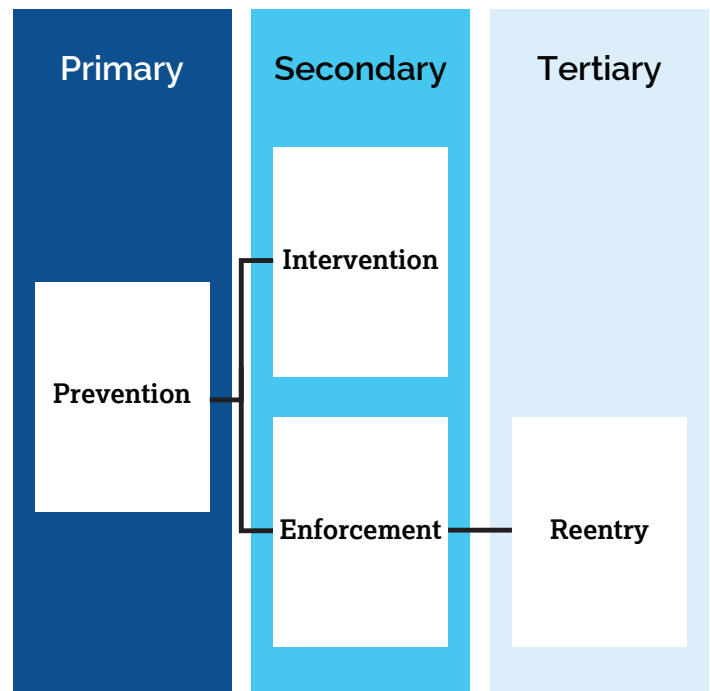 Primary
Secondary
Tertiary
Prevention
Intervention
Enforcement
Reentry